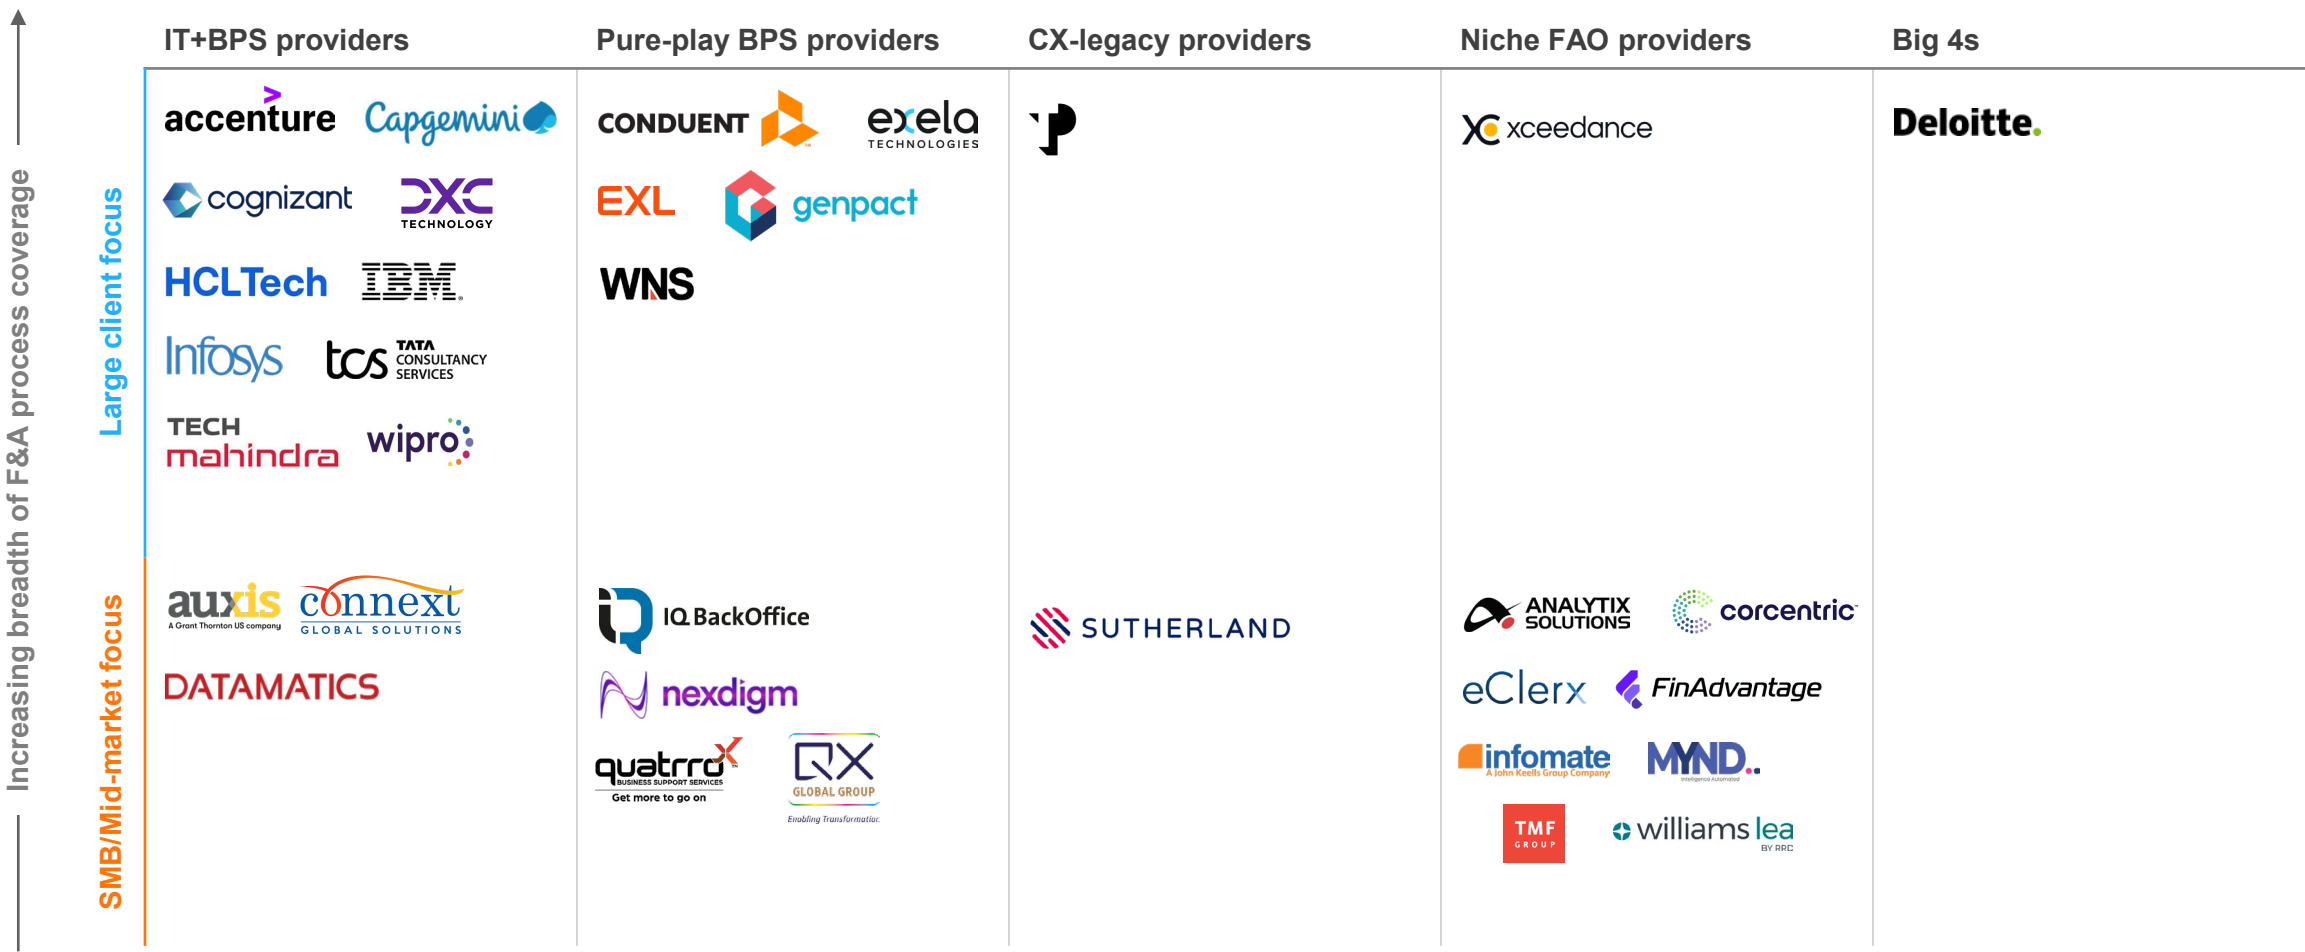 IT+BPS providers
Pure-play BPS providers
CX-legacy providers
Niche FAO providers
Big 4s
Increasing breadth of F&A process coverage
Large client focus
accenture
Capgemini
cognizant
DXC
TECHNOLOGY
HCLTech
IBM®
Infosys
tcs
TATA
CONSULTANCY
SERVICES
TECH
mahindra
wipro
CONDUENT
exela
TECHNOLOGIES
EXL
genpact
WNS
xceedance
Deloitte.
SMB/Mid-market focus
auxis
A Grant Thornton US company
connext
GLOBAL SOLUTIONS
DATAMATICS
IQ BackOffice
nexdigm
quatrro
BUSINESS SUPPORT SERVICES
Get more to go on
QX
GLOBAL GROUP
Enabling Transformation.
SUTHERLAND
ANALYTIX
SOLUTIONS
corcentric
eClerx
FinAdvantage
infomate
A John Keells Group Company
MYND
Intelligence Automated
TMF
GROUP
williams lea
BY RRC